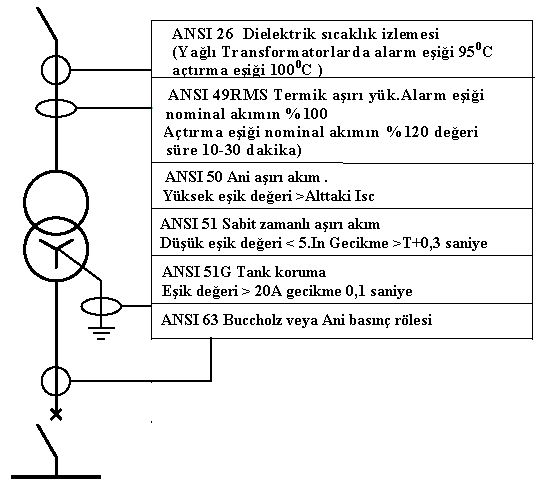 ANSI 26 Dielektrik sıcaklık izlemesi
(Yağlı Transformatorlarda alarm eşiği 95⁰C
açtırma eşiği 100⁰C )
ANSI 49RMS Termik aşırı yük.Alarm eşiği
nominal akımın %100
Açtırma eşiği nominal akımın %120 değeri
süre 10-30 dakika)
ANSI 50 Ani aşırı akım .
Yüksek eşik değeri >Alttaki Isc
ANSI 51 Sabit zamanlı aşırı akım
Düşük eşik değeri < 5.In Gecikme >T+0,3 saniye
ANSI 51G Tank koruma
Eşik değeri > 20A gecikme 0,1 saniye
ANSI 63 Buccholz veya Ani basınç rölesi